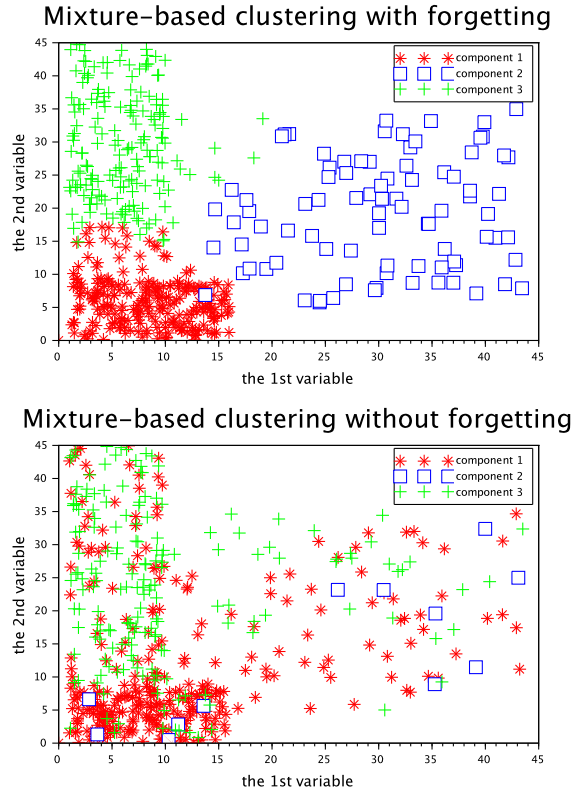 Mixture-based clustering with forgetting
component 1
component 2
component 3
45
40
35
30
25
20
15
10
5
0
the 2nd variable
0 5 10 15 20 25 30 35 40 45
the 1st variable
Mixture-based clustering without forgetting
component 1
component 2
component 3
45
40
35
30
25
20
15
10
5
0
the 2nd variable
0 5 10 15 20 25 30 35 40 45
the 1st variable